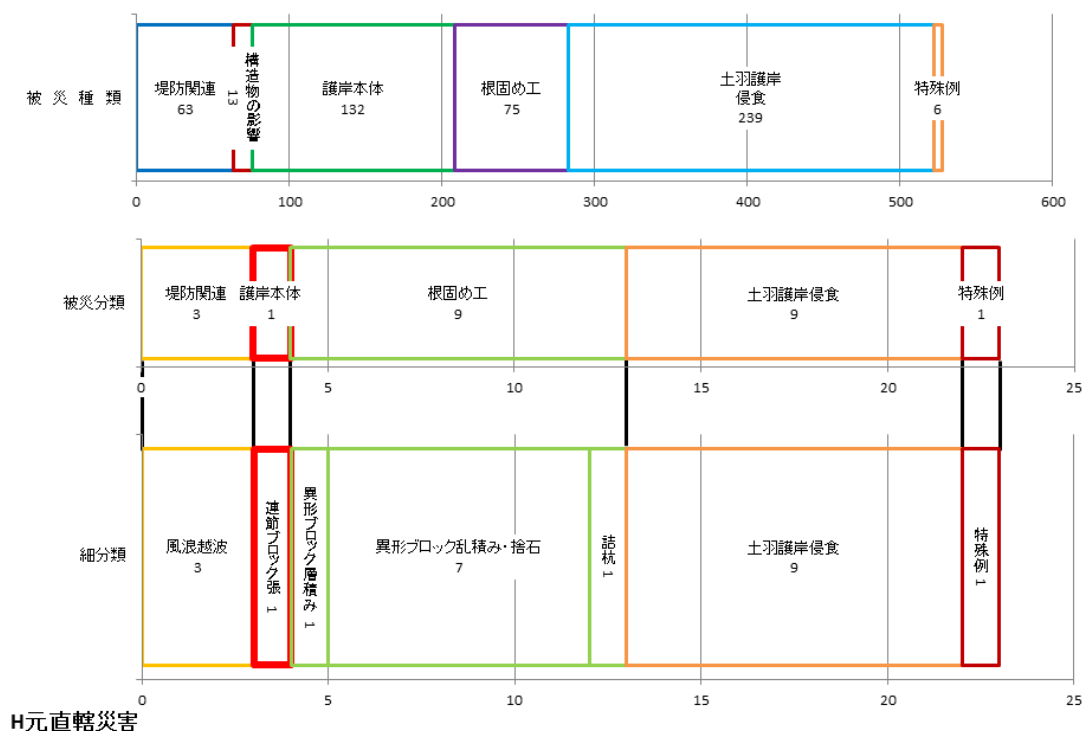 被災種類
堤防関連
63
13
構造物の影響
護岸本体
132
根固め工
75
土羽護岸
侵食
239
特殊例
6
0 100 200 300 400 500 600
被災分類
堤防関連
3
護岸本体
1
根固め工
9
土羽護岸侵食
9
特殊例
1
0 5 10 15 20 25
細分類
風浪越波
3
連節ブロック張 1
異形ブロック層積み 1
異形ブロック乱積み・捨石
7
詰杭 1
土羽護岸侵食
9
特殊例 1
0 5 10 15 20 25
H元直轄災害